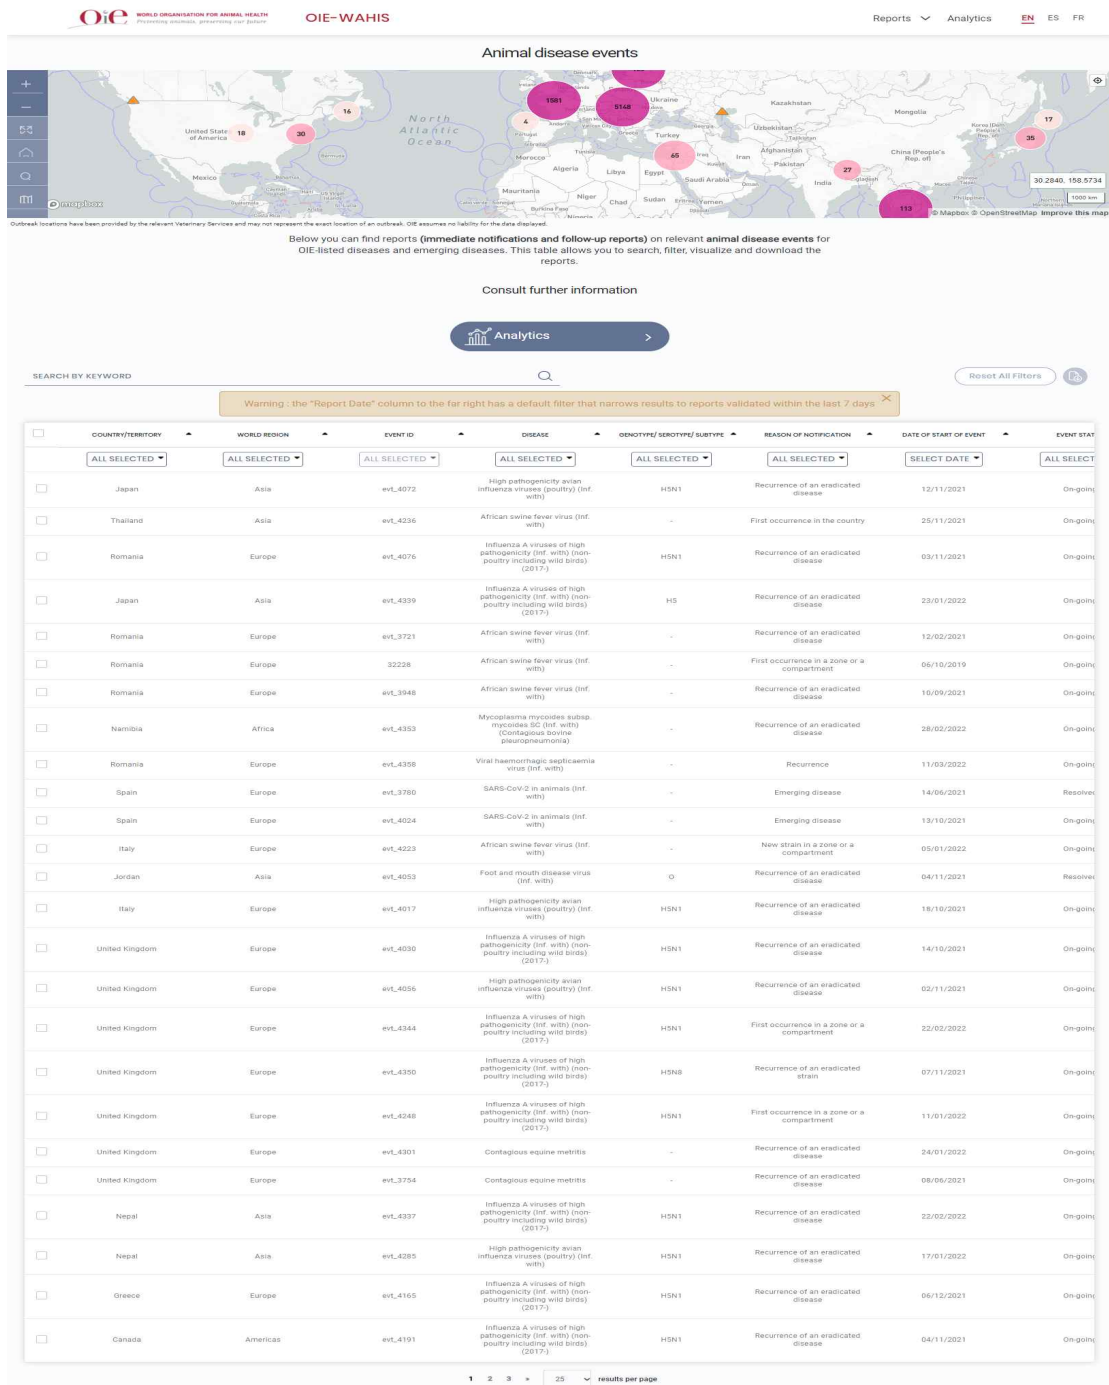 OiE WORLD ORGANISATION FOR ANIMAL HEALTH
Protecting animals, preserving our future
OIE-WAHIS
Reports Analytics EN ES FR
Animal disease events
1581
5148
Ukraine
Kazakhstan
Mongolia
16
4
North Atlantic Ocean
United States of America 18 30
Portugal
Turkey
Uzbekistan
17
35
Morocco
Algeria
Libya
Egypt
65
Iraq
Iran
Afghanistan
Pakistan
China (People's Rep. of)
27
India
Mexico
Saudi Arabia
Mauritania
Niger
Chad
Sudan
Yemen
113
Philippines
30.2840, 158.5734
1000 km
mapbox
© Mapbox © OpenStreetMap Improve this map
Outbreak locations have been provided by the relevant Veterinary Services and may not represent the exact location of an outbreak. OIE assumes no liability for the data displayed.
Below you can find reports (immediate notifications and follow-up reports) on relevant animal disease events for
OIE-listed diseases and emerging diseases. This table allows you to search, filter, visualize and download the
reports.
Consult further information
Analytics >
SEARCH BY KEYWORD
Reset All Filters
Warning : the "Report Date" column to the far right has a default filter that narrows results to reports validated within the last 7 days ×
COUNTRY/TERRITORY WORLD REGION EVENT ID DISEASE GENOTYPE/ SEROTYPE/ SUBTYPE REASON OF NOTIFICATION DATE OF START OF EVENT EVENT STAT
ALL SELECTED ALL SELECTED ALL SELECTED ALL SELECTED ALL SELECTED ALL SELECTED SELECT DATE ALL SELECT
Japan Asia evt_4072 High pathogenicity avian influenza viruses (poultry) (Inf. with) H5N1 Recurrence of an eradicated disease 12/11/2021 On-going
Thailand Asia evt_4236 African swine fever virus (Inf. with) - First occurrence in the country 25/11/2021 On-going
Romania Europe evt_4076 Influenza A viruses of high pathogenicity (Inf. with) (non-poultry including wild birds) (2017-) H5N1 Recurrence of an eradicated disease 03/11/2021 On-going
Japan Asia evt_4339 Influenza A viruses of high pathogenicity (Inf. with) (non-poultry including wild birds) (2017-) H5 Recurrence of an eradicated disease 23/01/2022 On-going
Romania Europe evt_3721 African swine fever virus (Inf. with) - Recurrence of an eradicated disease 12/02/2021 On-going
Romania Europe 32228 African swine fever virus (Inf. with) - First occurrence in a zone or a compartment 06/10/2019 On-going
Romania Europe evt_3948 African swine fever virus (Inf. with) - Recurrence of an eradicated disease 10/09/2021 On-going
Namibia Africa evt_4353 Mycoplasma mycoides subsp. mycoides SC (Inf. with) (Contagious bovine pleuropneumonia) - Recurrence of an eradicated disease 28/02/2022 On-going
Romania Europe evt_4358 Viral haemorrhagic septicaemia virus (Inf. with) - Recurrence 11/03/2022 On-going
Spain Europe evt_3780 SARS-CoV-2 in animals (Inf. with) - Emerging disease 14/06/2021 Resolved
Spain Europe evt_4024 SARS-CoV-2 in animals (Inf. with) - Emerging disease 13/10/2021 On-going
Italy Europe evt_4223 African swine fever virus (Inf. with) - New strain in a zone or a compartment 05/01/2022 On-going
Jordan Asia evt_4053 Foot and mouth disease virus (Inf. with) O Recurrence of an eradicated disease 04/11/2021 Resolved
Italy Europe evt_4017 High pathogenicity avian influenza viruses (poultry) (Inf. with) H5N1 Recurrence of an eradicated disease 18/10/2021 On-going
United Kingdom Europe evt_4030 Influenza A viruses of high pathogenicity (Inf. with) (non-poultry including wild birds) (2017-) H5N1 Recurrence of an eradicated disease 14/10/2021 On-going
United Kingdom Europe evt_4056 High pathogenicity avian influenza viruses (poultry) (Inf. with) H5N1 Recurrence of an eradicated disease 02/11/2021 On-going
United Kingdom Europe evt_4344 Influenza A viruses of high pathogenicity (Inf. with) (non-poultry including wild birds) (2017-) H5N1 First occurrence in a zone or a compartment 22/02/2022 On-going
United Kingdom Europe evt_4350 Influenza A viruses of high pathogenicity (Inf. with) (non-poultry including wild birds) (2017-) H5N8 Recurrence of an eradicated strain 07/11/2021 On-going
United Kingdom Europe evt_4248 Influenza A viruses of high pathogenicity (Inf. with) (non-poultry including wild birds) (2017-) H5N1 First occurrence in a zone or a compartment 11/01/2022 On-going
United Kingdom Europe evt_4301 Contagious equine metritis - Recurrence of an eradicated disease 24/01/2022 On-going
United Kingdom Europe evt_3754 Contagious equine metritis - Recurrence of an eradicated disease 08/06/2021 On-going
Nepal Asia evt_4337 Influenza A viruses of high pathogenicity (Inf. with) (non-poultry including wild birds) (2017-) H5N1 Recurrence of an eradicated disease 22/02/2022 On-going
Nepal Asia evt_4285 High pathogenicity avian influenza viruses (poultry) (Inf. with) H5N1 Recurrence of an eradicated disease 17/01/2022 On-going
Greece Europe evt_4165 Influenza A viruses of high pathogenicity (Inf. with) (non-poultry including wild birds) (2017-) H5N1 Recurrence of an eradicated disease 06/12/2021 On-going
Canada Americas evt_4191 Influenza A viruses of high pathogenicity (Inf. with) (non-poultry including wild birds) (2017-) H5N1 Recurrence of an eradicated disease 04/11/2021 On-going
1 2 3 » 25 results per page